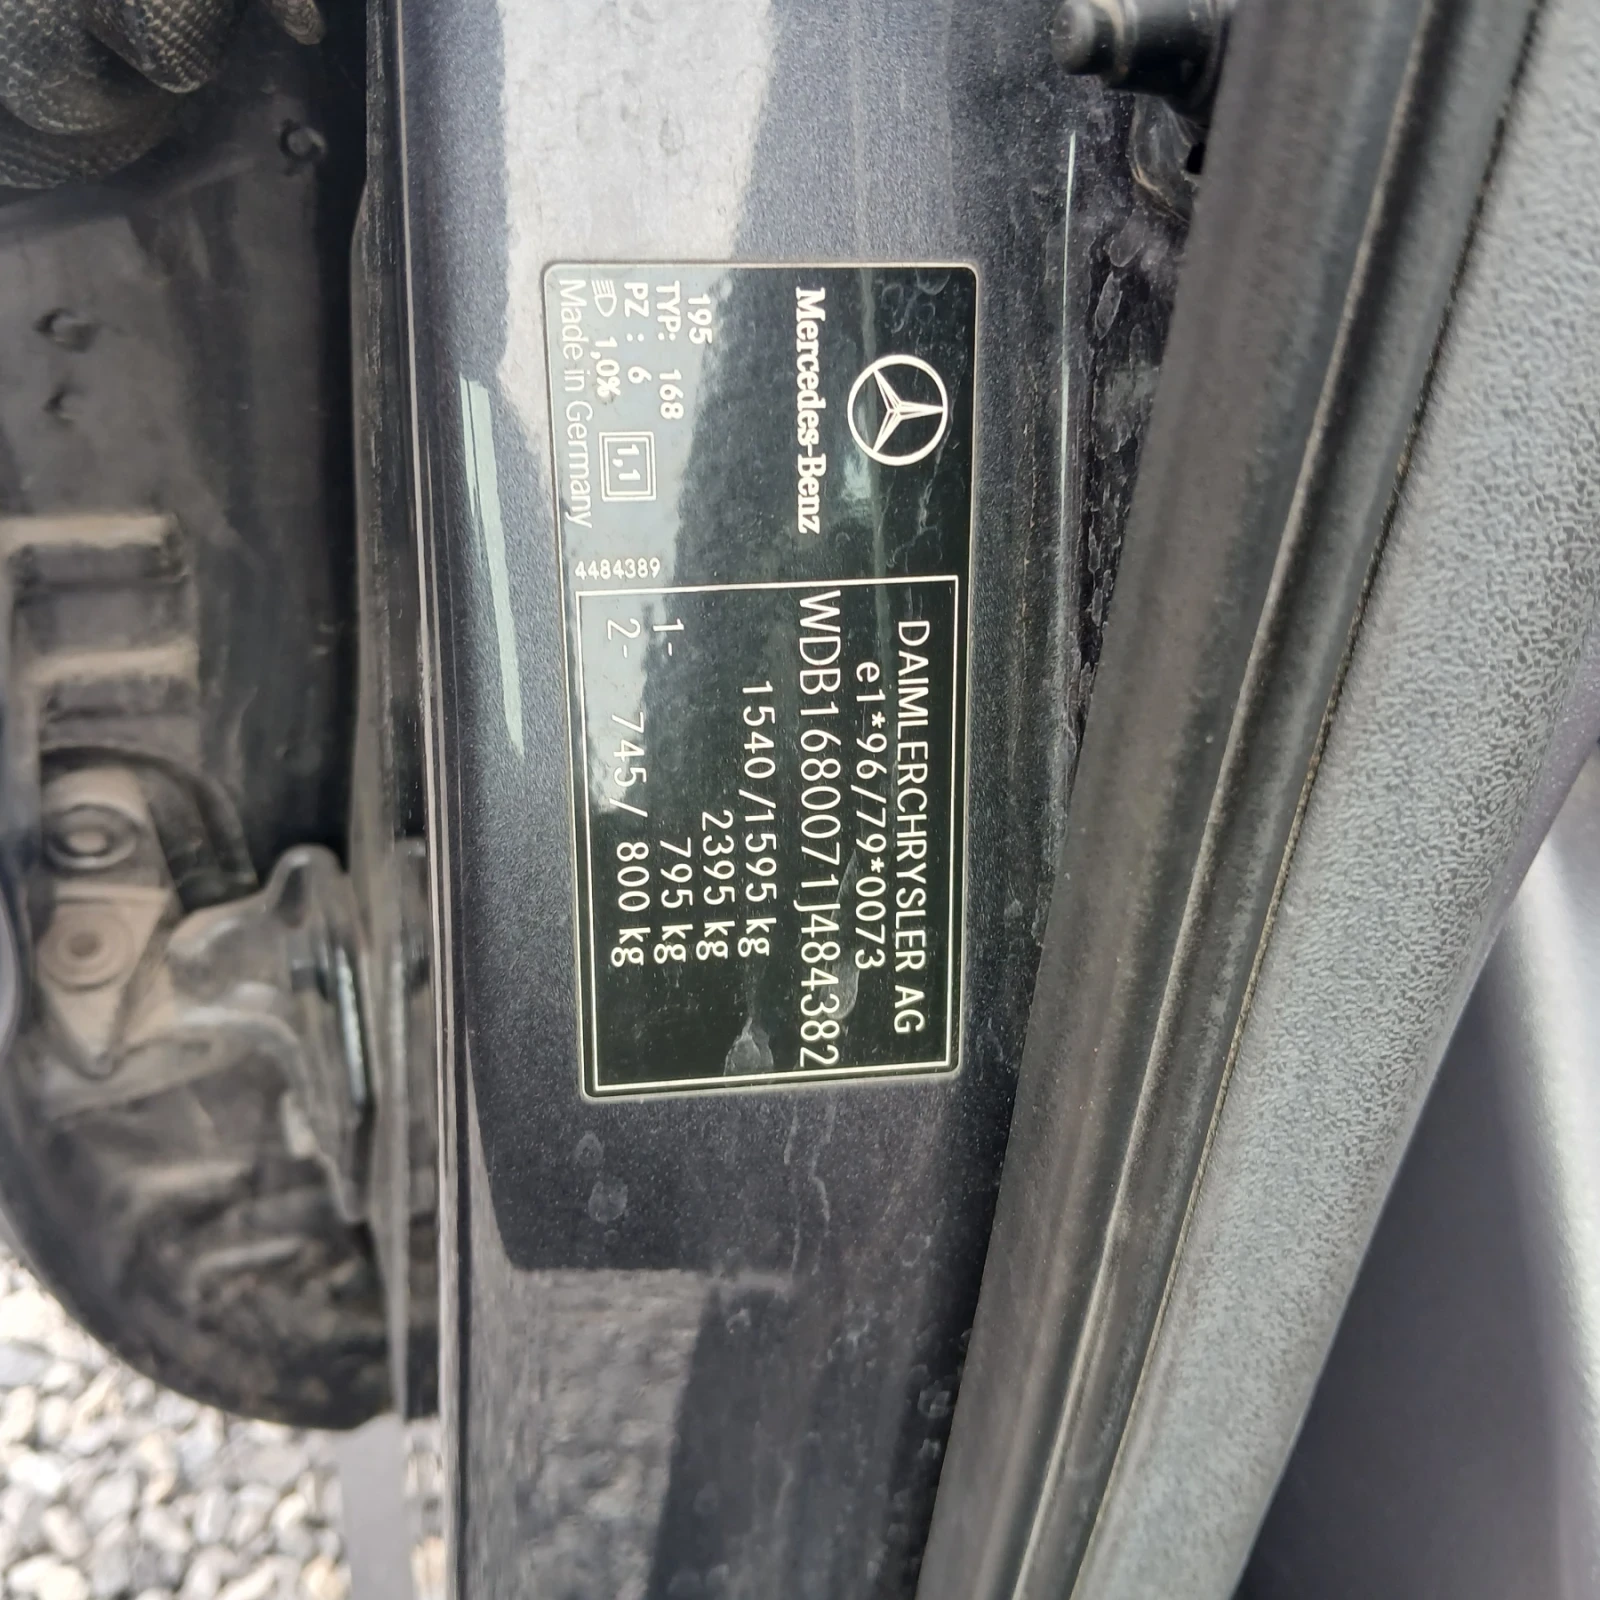 Mercedes-Benz
195
TYP: 168
PZ : 6
1,0% 1,1
Made in Germany
4484389
DAIMLERCHRYSLER AG
e1*96/79*0073
WDB1680071J484382
1540/1595 kg
2395 kg
1- 795 kg
2- 745/ 800 kg